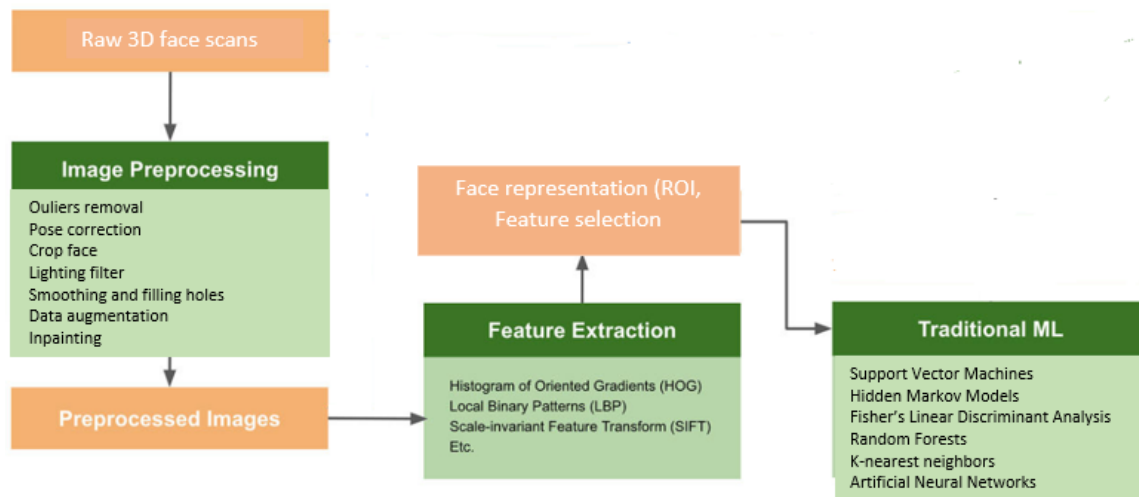 Raw 3D face scans
Image Preprocessing
Ouliers removal
Pose correction
Crop face
Lighting filter
Smoothing and filling holes
Data augmentation
Inpainting
Preprocessed Images
Face representation (ROI,
Feature selection
Feature Extraction
Histogram of Oriented Gradients (HOG)
Local Binary Patterns (LBP)
Scale-invariant Feature Transform (SIFT)
Etc.
Traditional ML
Support Vector Machines
Hidden Markov Models
Fisher's Linear Discriminant Analysis
Random Forests
K-nearest neighbors
Artificial Neural Networks